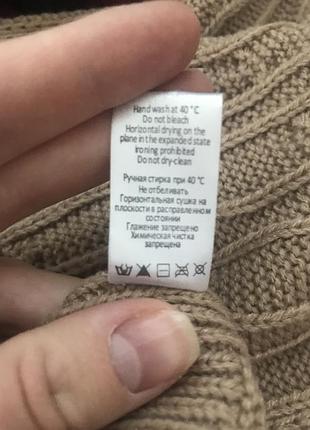 Hand wash at 40 °C
Do not bleach
Horizontal drying on the
plane in the expanded state
ironing prohibited
Do not dry-clean
Ручная стирка при 40 °C
Не отбеливать
Горизонтальная сушка на
плоскости в расправленном
состоянии
Глажение запрещено
Химическая чистка
запрещена